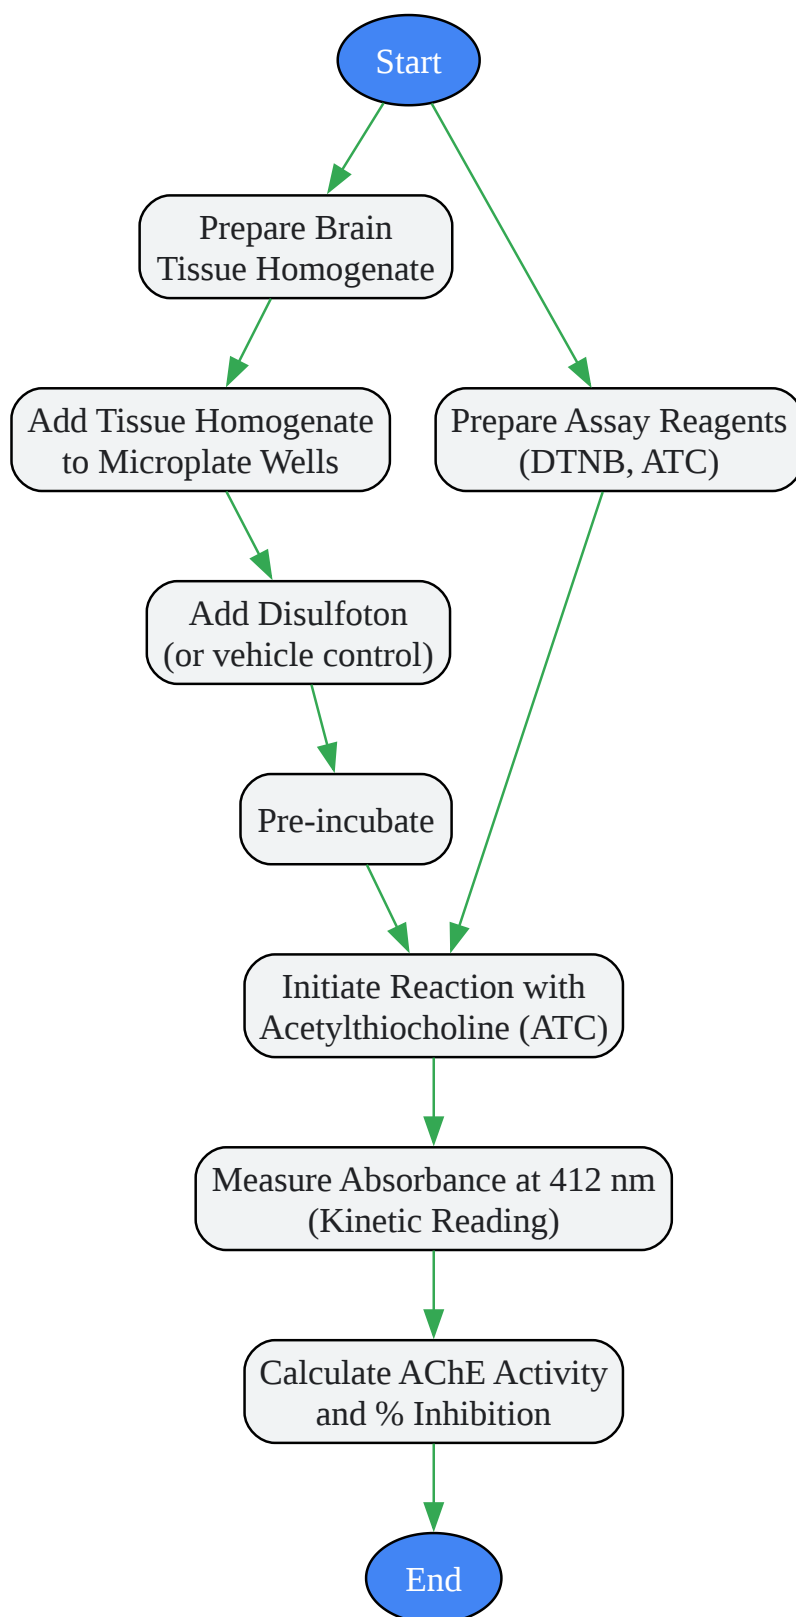 Start
Prepare Brain
Tissue Homogenate
Add Tissue Homogenate
to Microplate Wells
Prepare Assay Reagents
(DTNB, ATC)
Add Disulfoton
(or vehicle control)
Pre-incubate
Initiate Reaction with
Acetylthiocholine (ATC)
Measure Absorbance at 412 nm
(Kinetic Reading)
Calculate AChE Activity
and % Inhibition
End